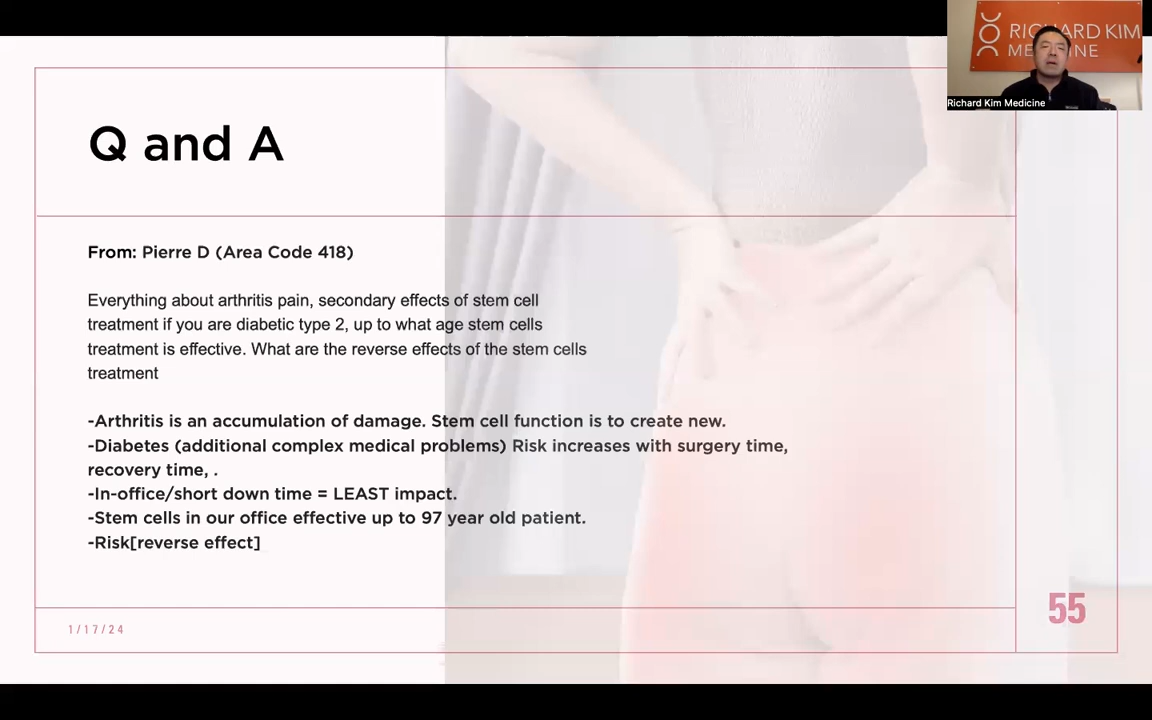 RICHARD KIM
MEDICINE
Richard Kim Medicine
Q and A
From: Pierre D (Area Code 418)
Everything about arthritis pain, secondary effects of stem cell
treatment if you are diabetic type 2, up to what age stem cells
treatment is effective. What are the reverse effects of the stem cells
treatment
-Arthritis is an accumulation of damage. Stem cell function is to create new.
-Diabetes (additional complex medical problems) Risk increases with surgery time,
recovery time, .
-In-office/short down time = LEAST impact.
-Stem cells in our office effective up to 97 year old patient.
-Risk[reverse effect]
1/17/24
55